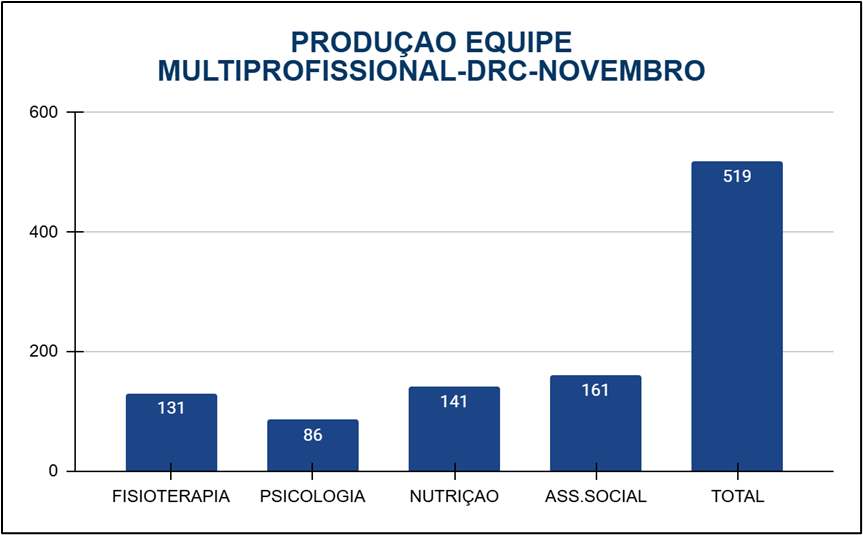 PRODUÇAO EQUIPE
MULTIPROFISSIONAL-DRC-NOVEMBRO
600
400
200
0
131
86
141
161
519
FISIOTERAPIA
PSICOLOGIA
NUTRIÇAO
ASS.SOCIAL
TOTAL